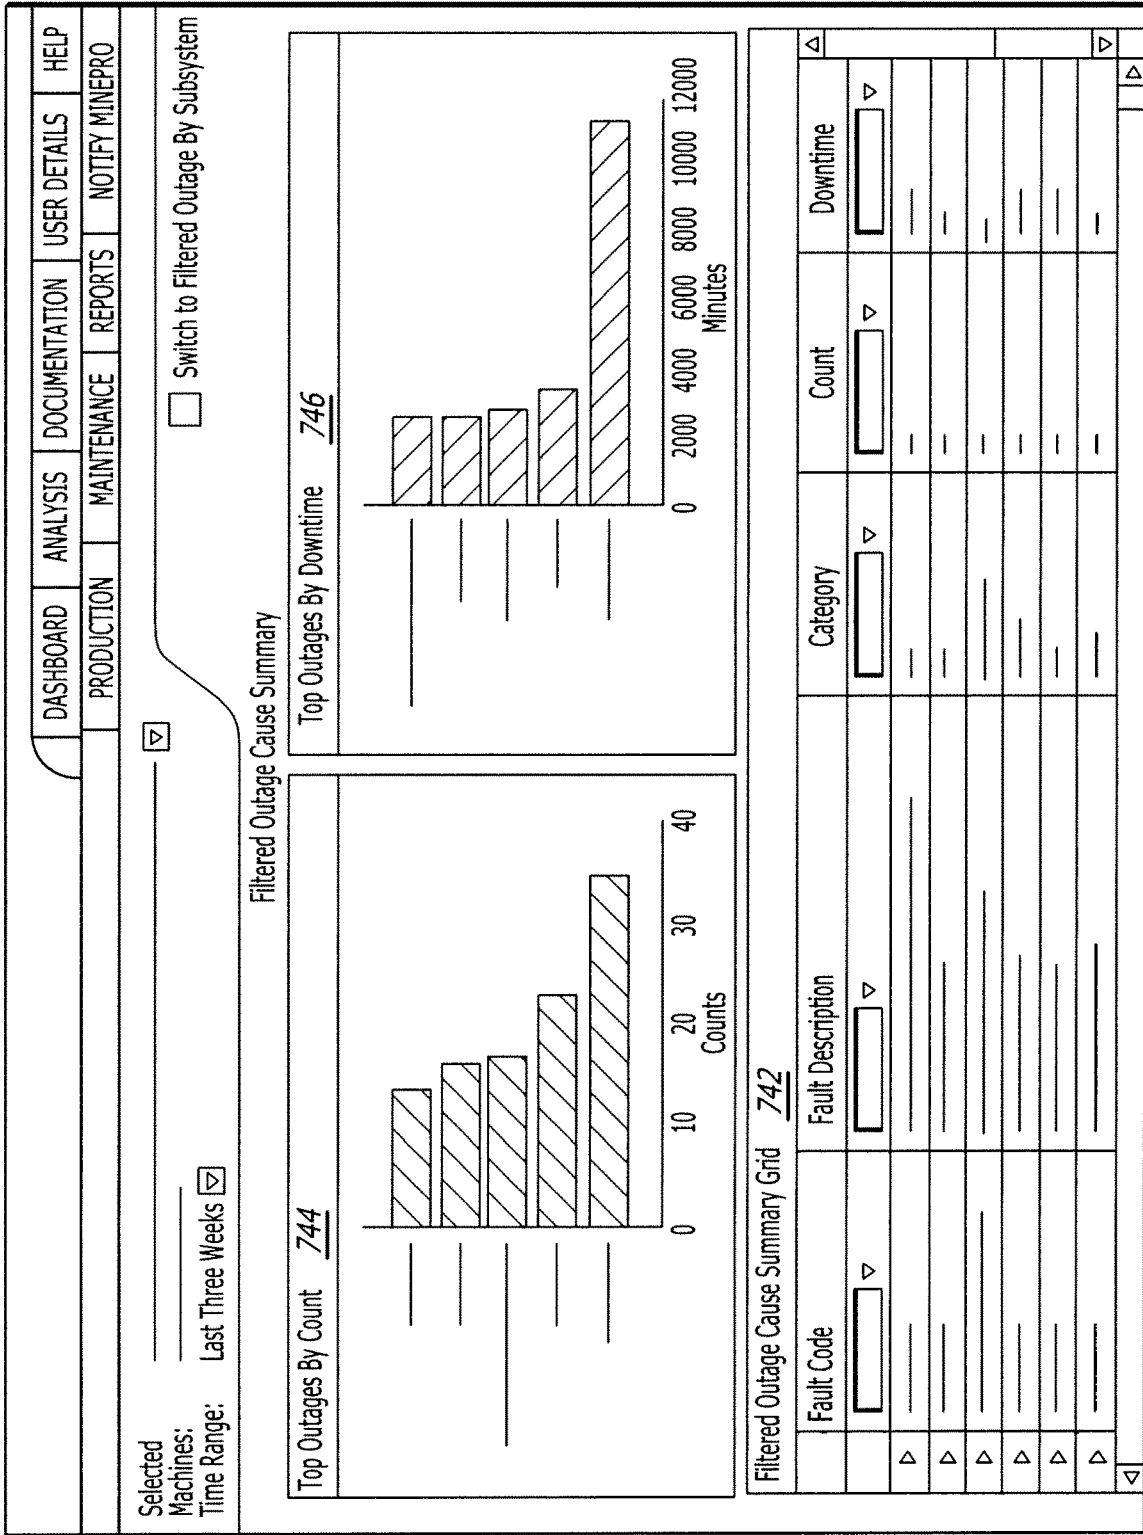 DASHBOARD ANALYSIS DOCUMENTATION USER DETAILS HELP
PRODUCTION MAINTENANCE REPORTS NOTIFY MINEPRO
Selected
Machines:
Time Range: Last Three Weeks
Switch to Filtered Outage By Subsystem
Filtered Outage Cause Summary
Top Outages By Count 744
0 10 20 30 40
Counts
Top Outages By Downtime 746
0 2000 4000 6000 8000 10000 12000
Minutes
Filtered Outage Cause Summary Grid 742
Fault Code Fault Description Category Count Downtime